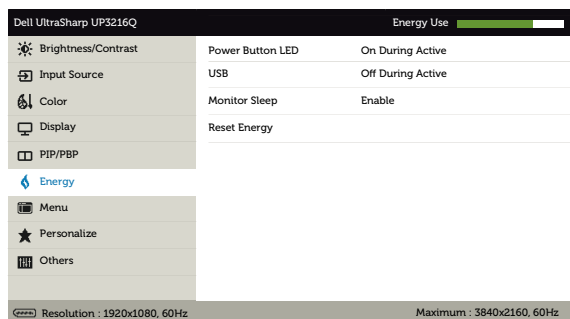 Dell UltraSharp UP3216Q Energy Use
Brightness/Contrast Power Button LED On During Active
Input Source USB Off During Active
Color Monitor Sleep Enable
Display Reset Energy
PIP/PBP
Energy
Menu
Personalize
Others
Resolution : 1920x1080, 60Hz Maximum : 3840x2160, 60Hz